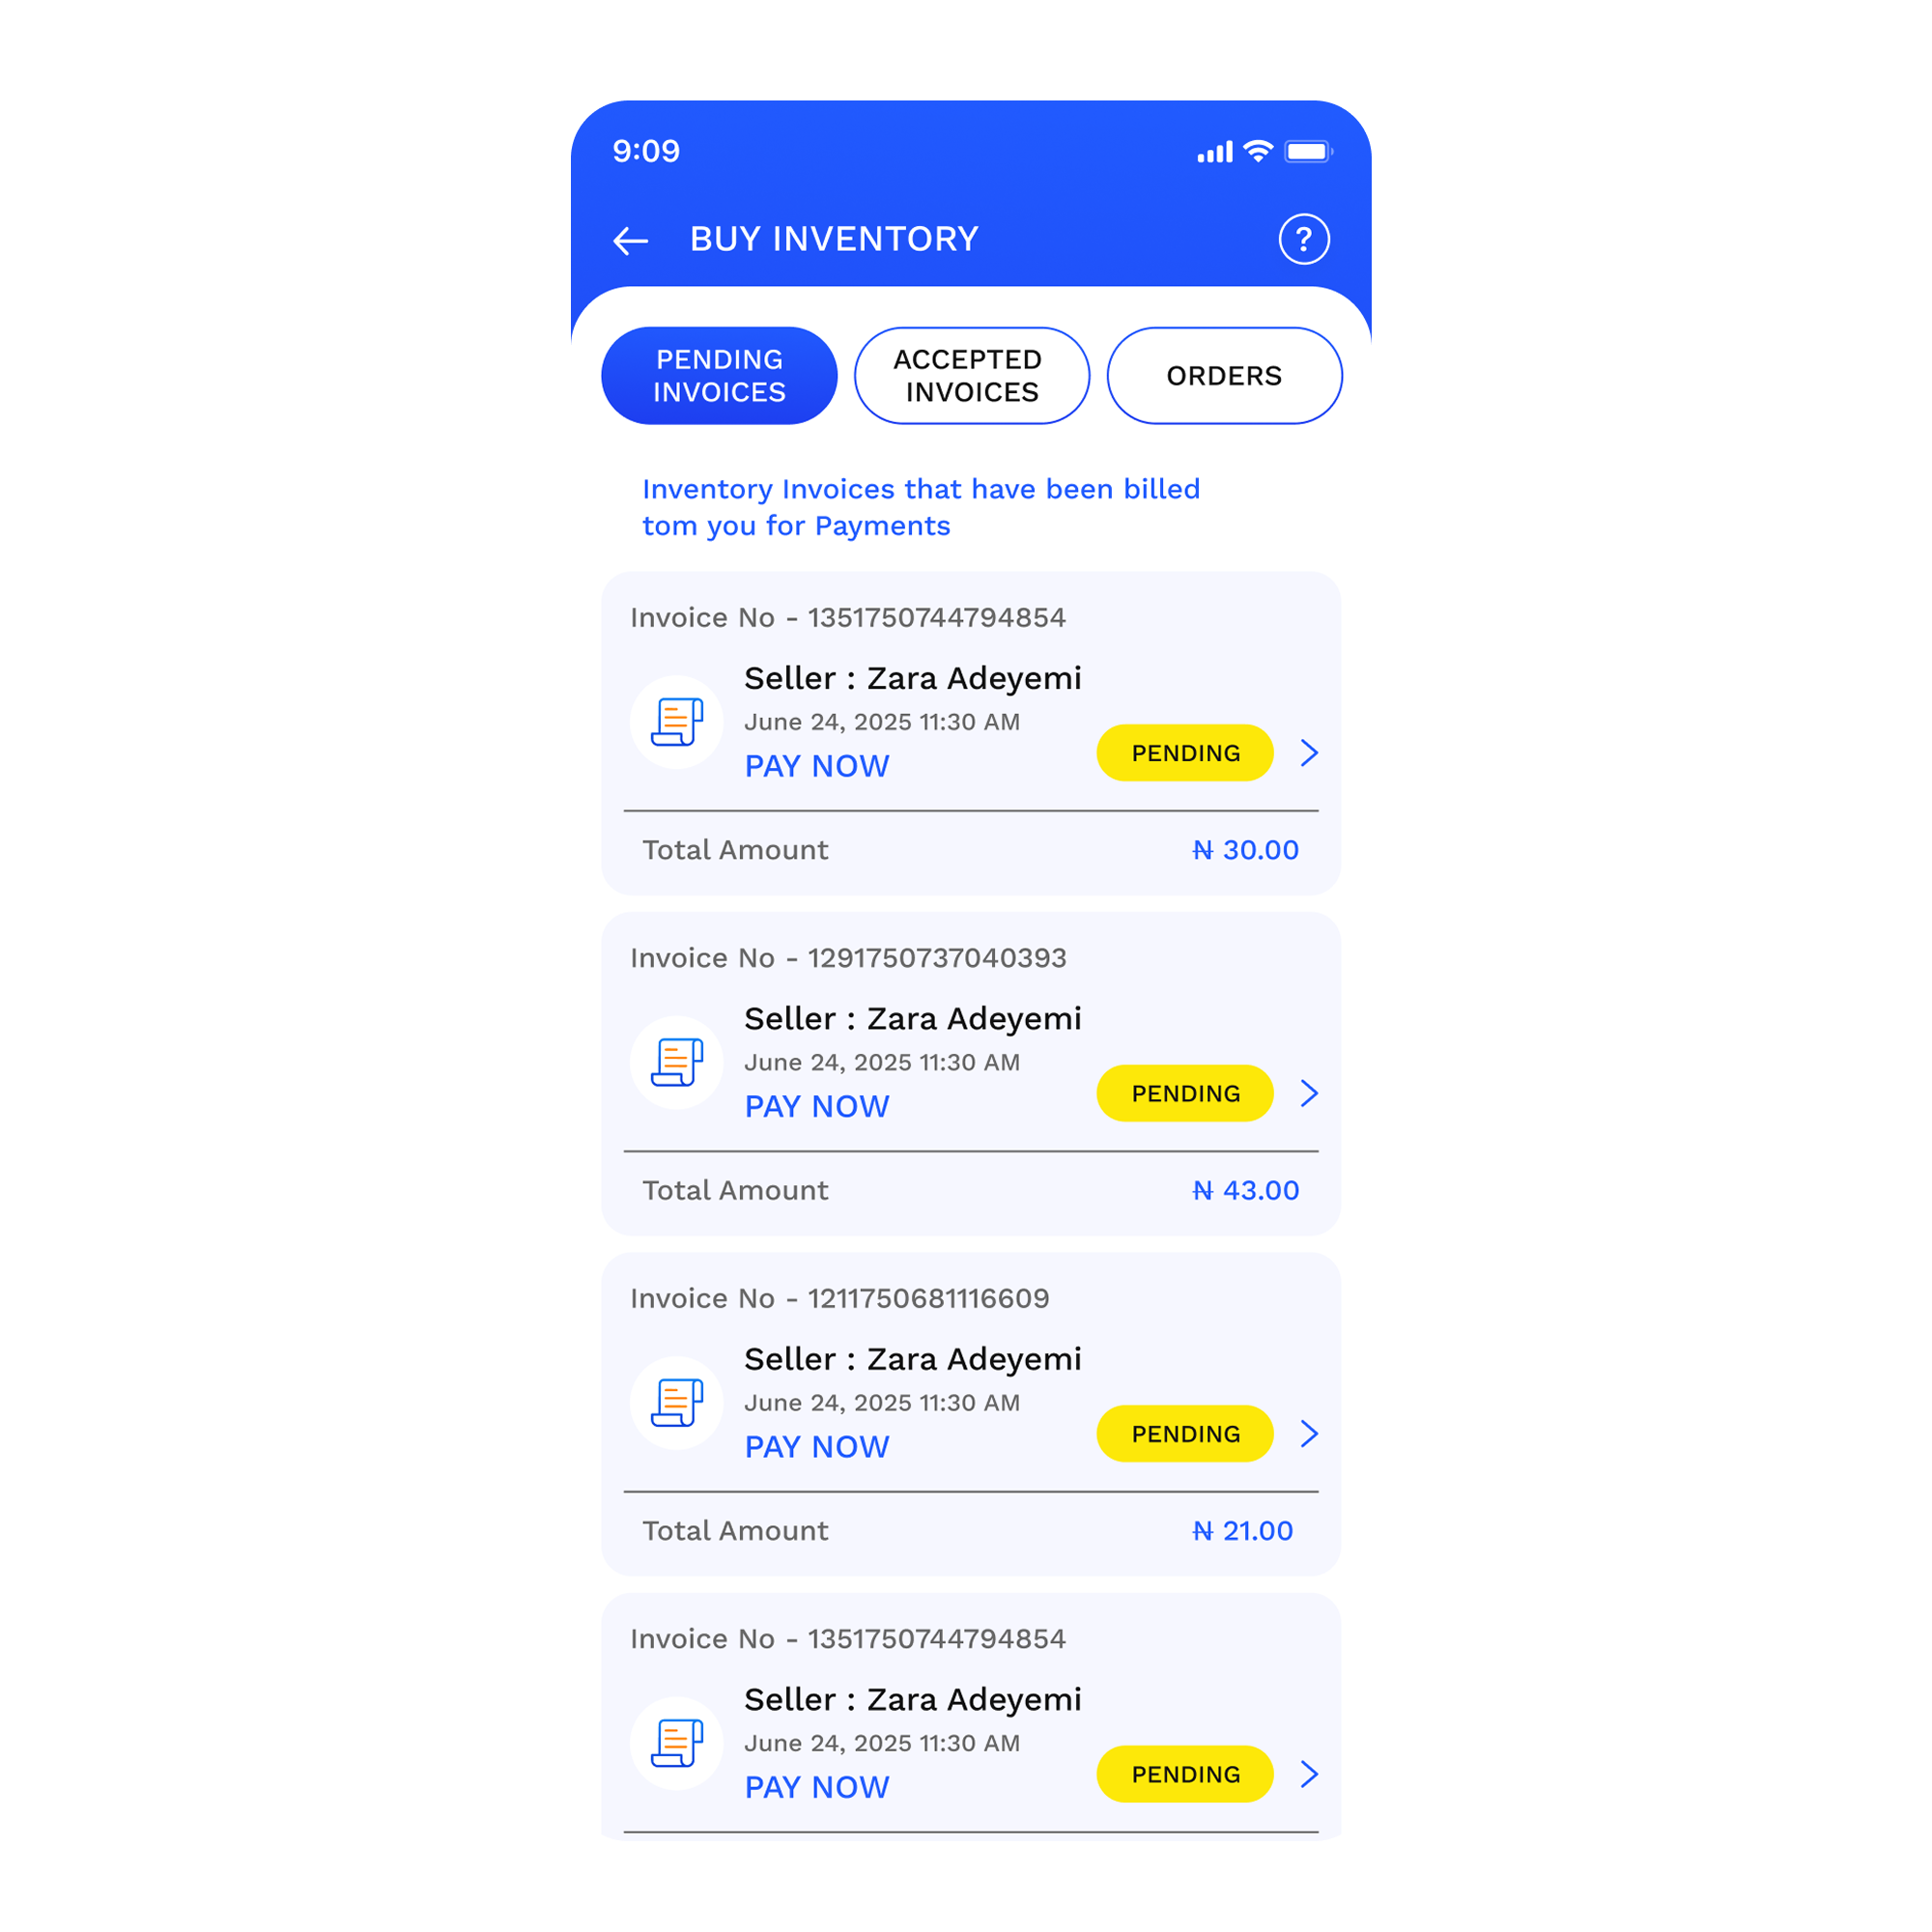 9:09
BUY INVENTORY
?
PENDING
INVOICES
ACCEPTED
INVOICES
ORDERS
Inventory Invoices that have been billed
tom you for Payments
Invoice No - 1351750744794854
Seller : Zara Adeyemi
June 24, 2025 11:30 AM
PAY NOW
PENDING
Total Amount
₦ 30.00
Invoice No - 1291750737040393
Seller : Zara Adeyemi
June 24, 2025 11:30 AM
PAY NOW
PENDING
Total Amount
₦ 43.00
Invoice No - 1211750681116609
Seller : Zara Adeyemi
June 24, 2025 11:30 AM
PAY NOW
PENDING
Total Amount
₦ 21.00
Invoice No - 1351750744794854
Seller : Zara Adeyemi
June 24, 2025 11:30 AM
PAY NOW
PENDING